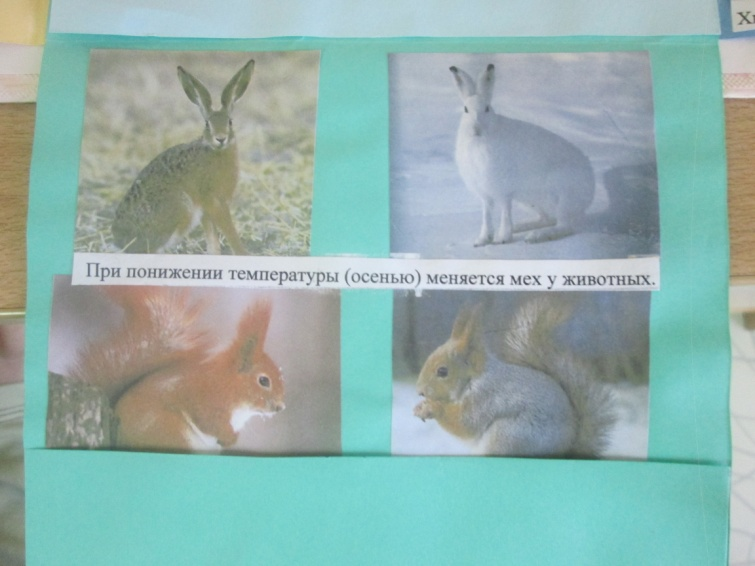 Х
При понижении температуры (осенью) меняется мех у животных.